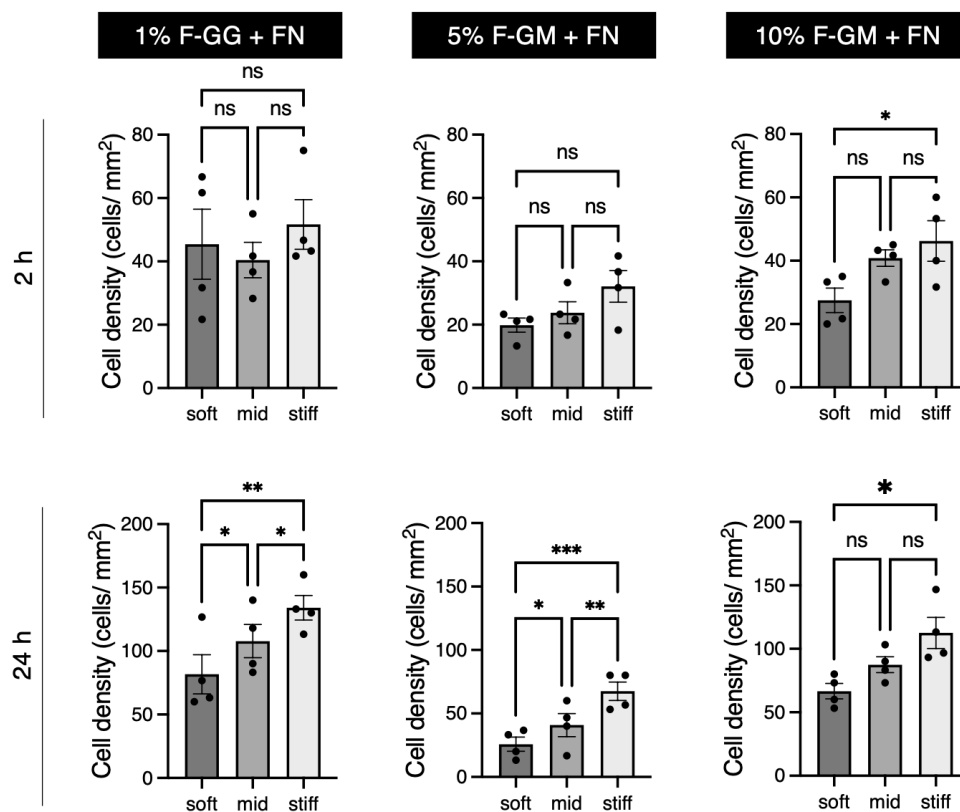 1% F-GG + FN
5% F-GM + FN
10% F-GM + FN
2 h
Cell density (cells/ mm²)
80
60
40
20
0
ns
ns
ns
soft mid stiff
Cell density (cells/ mm²)
80
60
40
20
0
ns
ns
ns
soft mid stiff
Cell density (cells/ mm²)
80
60
40
20
0
*
ns
ns
soft mid stiff
24 h
Cell density (cells/ mm²)
200
150
100
50
0
**
*
*
soft mid stiff
Cell density (cells/ mm²)
200
150
100
50
0
***
*
**
soft mid stiff
Cell density (cells/ mm²)
200
150
100
50
0
*
ns
ns
soft mid stiff